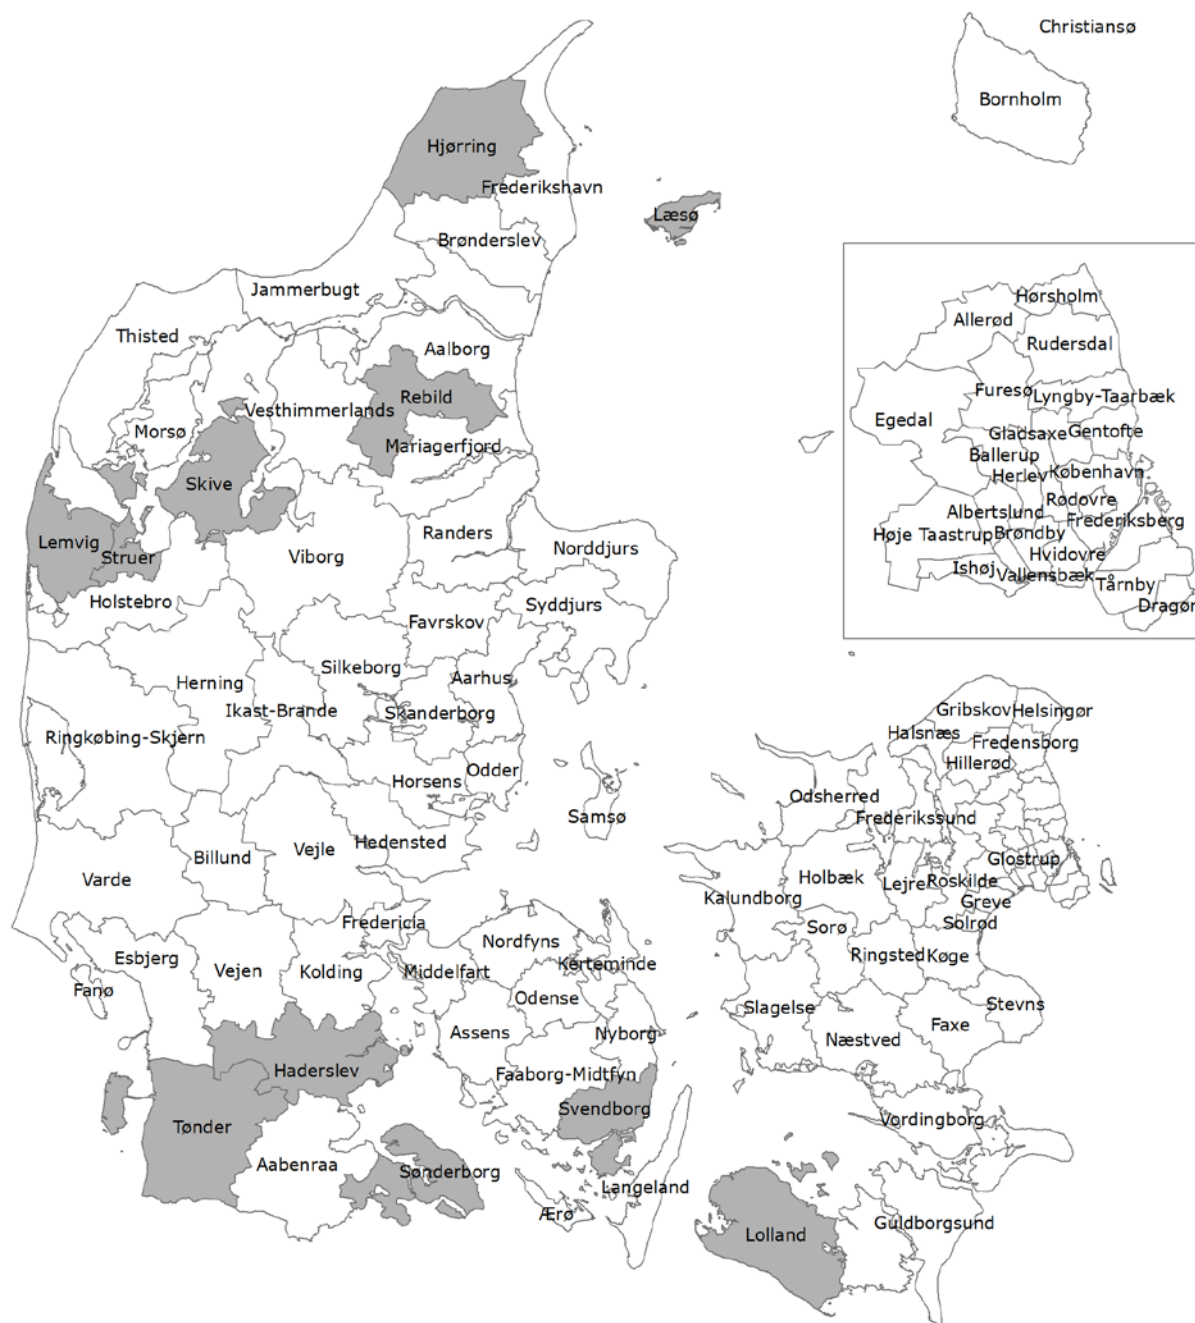 Christiansø
Bornholm
Hjørring
Frederikshavn
Læsø
Brønderslev
Jammerbugt
Thisted
Aalborg
Rebild
Vesthimmerlands
Morsø
Mariagerfjord
Skive
Lemvig
Struer
Viborg
Randers
Norddjurs
Holstebro
Syddjurs
Favrskov
Silkeborg
Aarhus
Herning
Ikast-Brande
Skanderborg
Ringkøbing-Skjern
Horsens
Odder
Samsø
Hedensted
Vejle
Billund
Varde
Fredericia
Esbjerg
Vejen
Kolding
Middelfart
Nordfyns
Kerteminde
Fanø
Odense
Assens
Nyborg
Haderslev
Faaborg-Midtfyn
Svendborg
Tønder
Aabenraa
Sønderborg
Langeland
Ærø
Hørsholm
Allerød
Rudersdal
Furesø
Lyngby-Taarbæk
Egedal
Gladsaxe
Gentofte
Ballerup
Herlev
København
Rødovre
Albertslund
Frederiksberg
Høje Taastrup
Brøndby
Hvidovre
Ishøj
Vallensbæk
Tårnby
Dragør
Gribskov
Helsingør
Halsnæs
Fredensborg
Hillerød
Odsherred
Frederikssund
Glostrup
Holbæk
Lejre
Roskilde
Kalundborg
Greve
Solrød
Sorø
Ringsted
Køge
Slagelse
Stevns
Næstved
Faxe
Vordingborg
Guldborgsund
Lolland